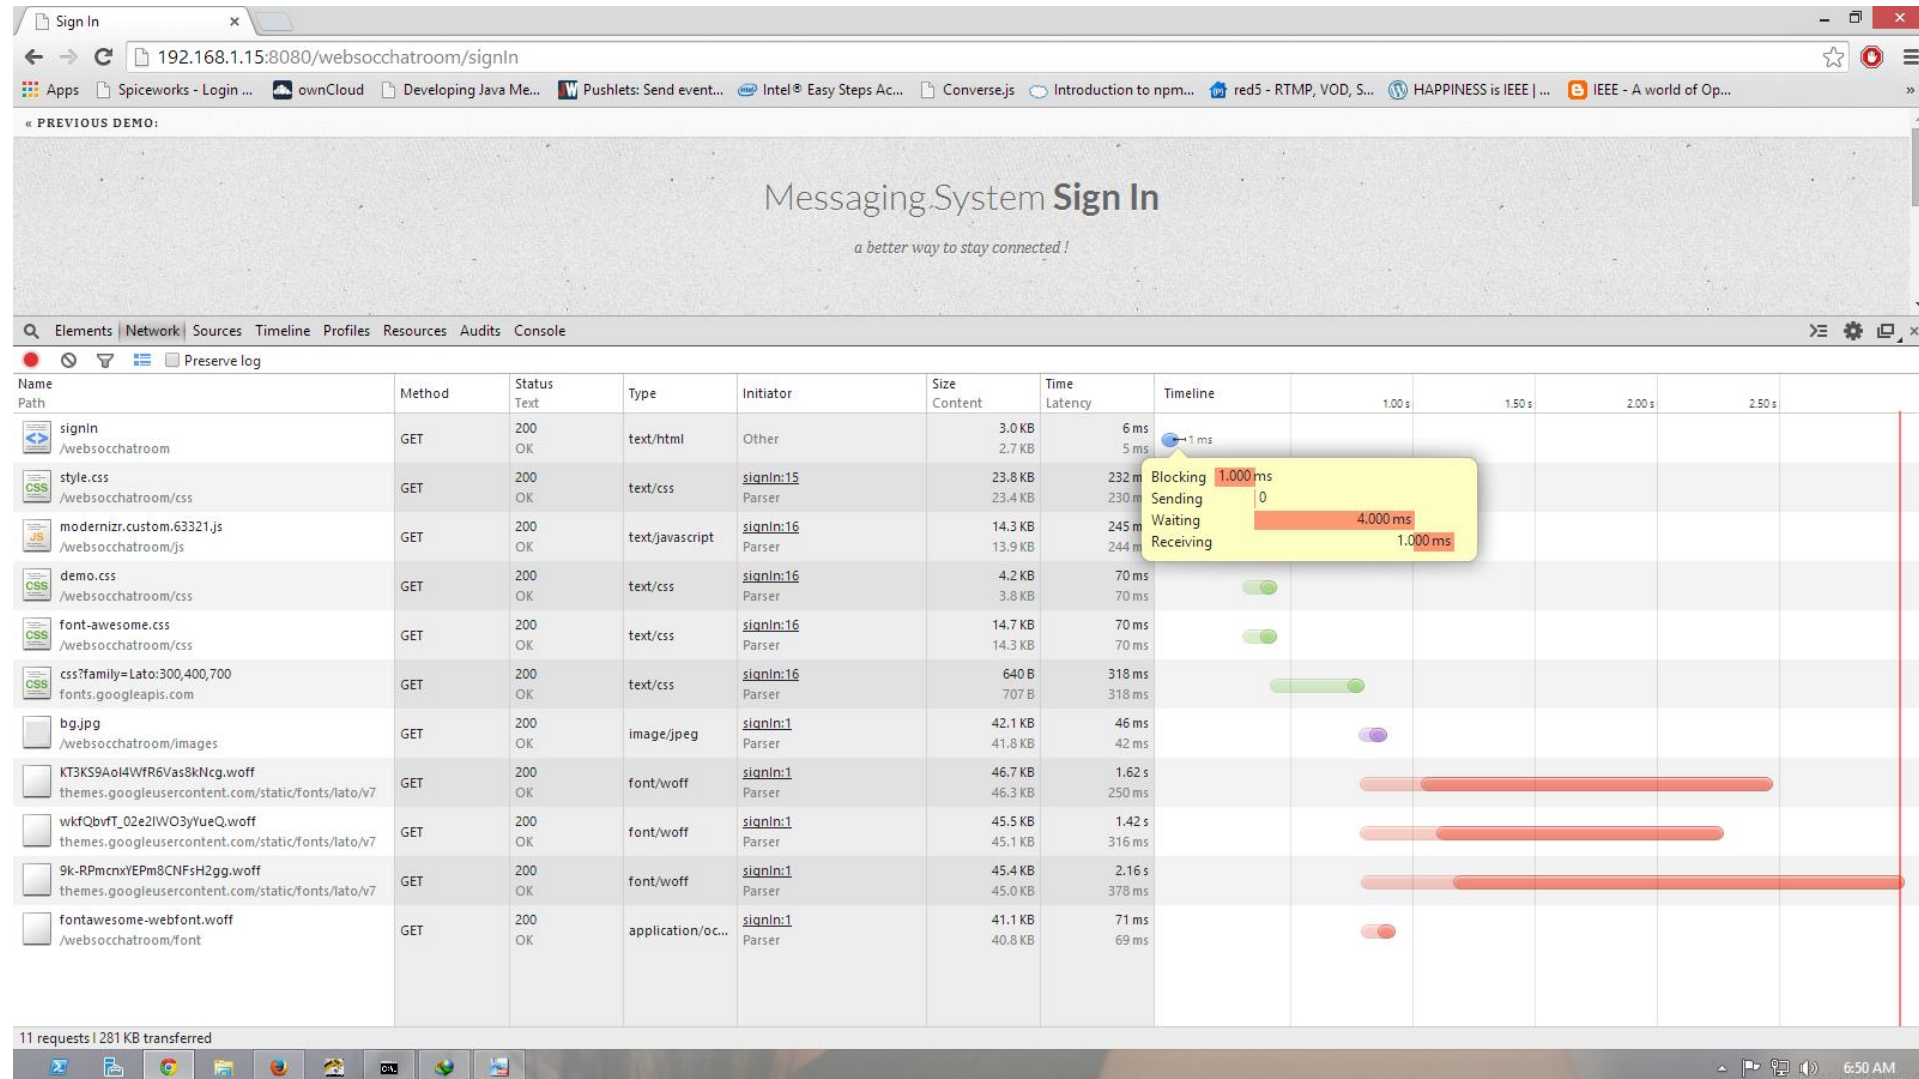 Sign In
192.168.1.15:8080/websocchatroom/signIn
Apps Spiceworks - Login ... ownCloud Developing Java Me... Pushlets: Send event... Intel® Easy Steps Ac... Converse.js Introduction to npm... red5 - RTMP, VOD, S... HAPPINESS is IEEE | ... IEEE - A world of Op... »
« PREVIOUS DEMO:
Messaging System Sign In
a better way to stay connected !
Elements Network Sources Timeline Profiles Resources Audits Console
Preserve log
Name Method Status Type Initiator Size Time Timeline
Path Text Content Latency 1.00 s 1.50 s 2.00 s 2.50 s
signIn GET 200 text/html Other 3.0 KB 6 ms 1 ms
/websocchatroom OK 2.7 KB 5 ms
style.css GET 200 text/css signIn:15 23.8 KB 232 m
/websocchatroom/css OK Parser 23.4 KB 230 m
Blocking 1.000 ms
Sending 0
Waiting 4.000 ms
Receiving 1.000 ms
modernizr.custom.63321.js GET 200 text/javascript signIn:16 14.3 KB 245 m
/websocchatroom/js OK Parser 13.9 KB 244 m
demo.css GET 200 text/css signIn:16 4.2 KB 70 ms
/websocchatroom/css OK Parser 3.8 KB 70 ms
font-awesome.css GET 200 text/css signIn:16 14.7 KB 70 ms
/websocchatroom/css OK Parser 14.3 KB 70 ms
css?family=Lato:300,400,700 GET 200 text/css signIn:16 640 B 318 ms
fonts.googleapis.com OK Parser 707 B 318 ms
bg.jpg GET 200 image/jpeg signIn:1 42.1 KB 46 ms
/websocchatroom/images OK Parser 41.8 KB 42 ms
KT3KS9AoI4WfR6Vas8kNcg.woff GET 200 font/woff signIn:1 46.7 KB 1.62 s
themes.googleusercontent.com/static/fonts/lato/v7 OK Parser 46.3 KB 250 ms
wkfQbvfT_02e2IWO3yYueQ.woff GET 200 font/woff signIn:1 45.5 KB 1.42 s
themes.googleusercontent.com/static/fonts/lato/v7 OK Parser 45.1 KB 316 ms
9k-RPmcnxYEPm8CNFsH2gg.woff GET 200 font/woff signIn:1 45.4 KB 2.16 s
themes.googleusercontent.com/static/fonts/lato/v7 OK Parser 45.0 KB 378 ms
fontawesome-webfont.woff GET 200 application/oc... signIn:1 41.1 KB 71 ms
/websocchatroom/font OK Parser 40.8 KB 69 ms
11 requests | 281 KB transferred
6:50 AM